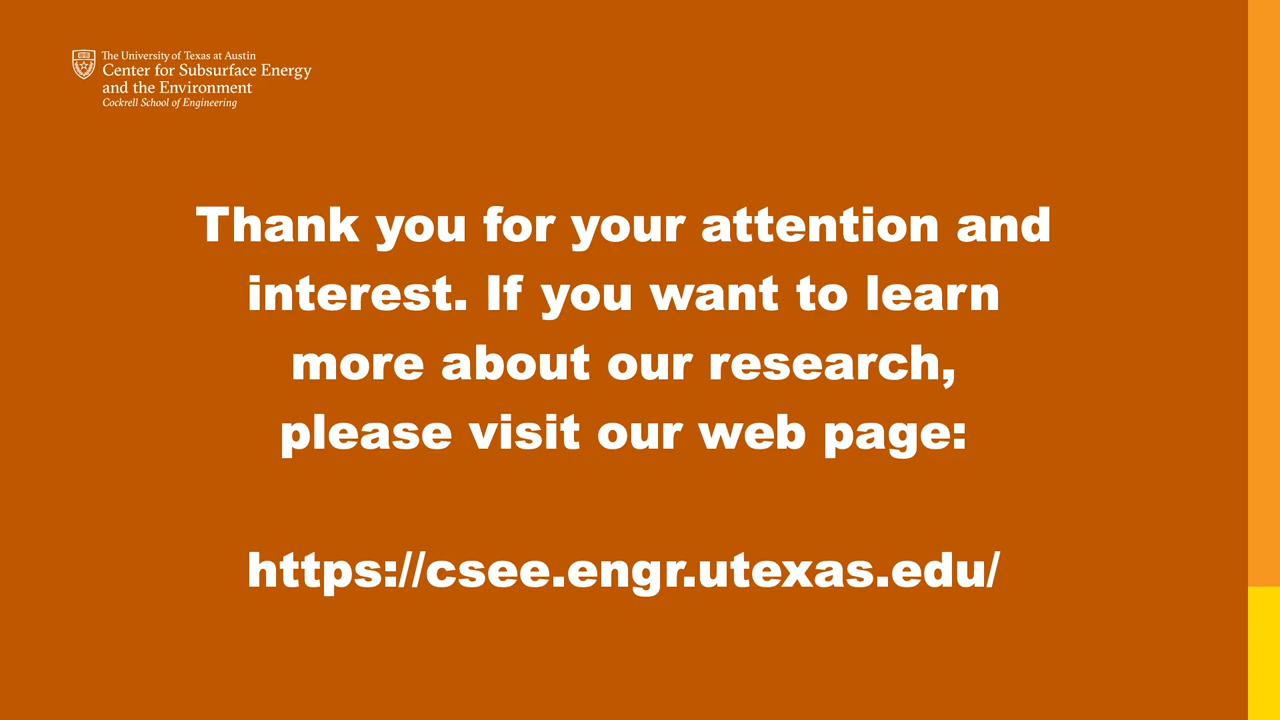 The University of Texas at Austin
Center for Subsurface Energy
and the Environment
Cockrell School of Engineering
Thank you for your attention and
interest. If you want to learn
more about our research,
please visit our web page:
https://csee.engr.utexas.edu/